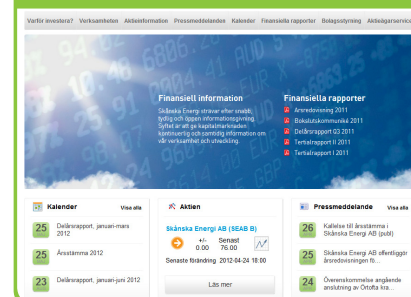 Varför investera? Verksamheten Aktieinformation Pressmeddelanden Kalender Finansiella rapporter Bolagsstyrning Aktieägarservice
Finansiell information
Skånska Energi strävar efter snabb,
tydlig och öppen informationsgivning.
Syftet är att ge kapitalmarknaden
kontinuerlig och samtidig information om
vår verksamhet och utveckling.
Finansiella rapporter
Årsredovisning 2011
Bokslutskommuniké 2011
Delårsrapport Q3 2011
Tertialrapport II 2011
Tertialrapport I 2011
Kalender Visa alla
25 Delårsrapport, januari-mars
2012
25 Årsstämma 2012
23 Delårsrapport, januari-juni 2012
Aktien
Skånska Energi AB (SEAB B)
+/- Senast
0.00 76.00
Senaste förändring 2012-04-24 18:00
Läs mer
Pressmeddelande Visa alla
26 Kallelse till årsstämma i
Skånska Energi AB (publ)
25 Skånska Energi AB offentliggör
årsredovisningen fö...
24 Överenskommelse angående
anslutning av Örtofta kra...